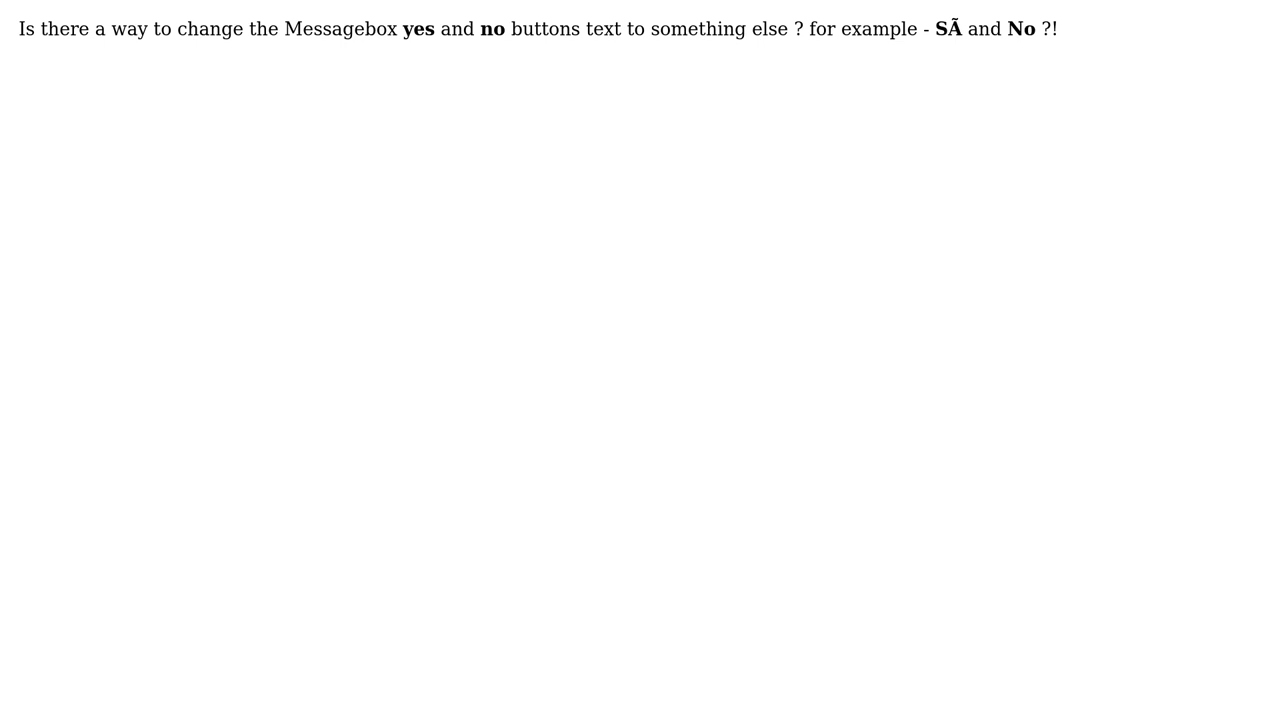 Is there a way to change the Messagebox yes and no buttons text to something else ? for example - SÃ and No ?!